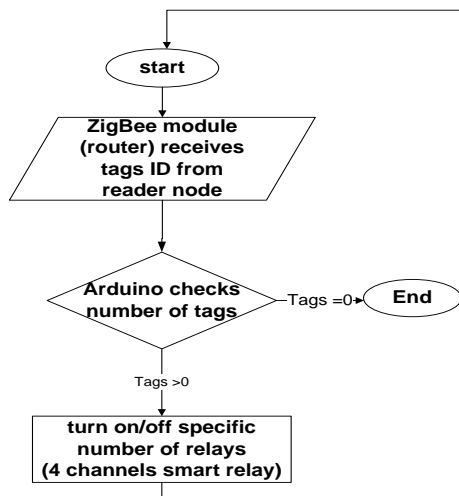 start
ZigBee module
(router) receives
tags ID from
reader node
Arduino checks
number of tags
Tags =0
End
Tags >0
turn on/off specific
number of relays
(4 channels smart relay)